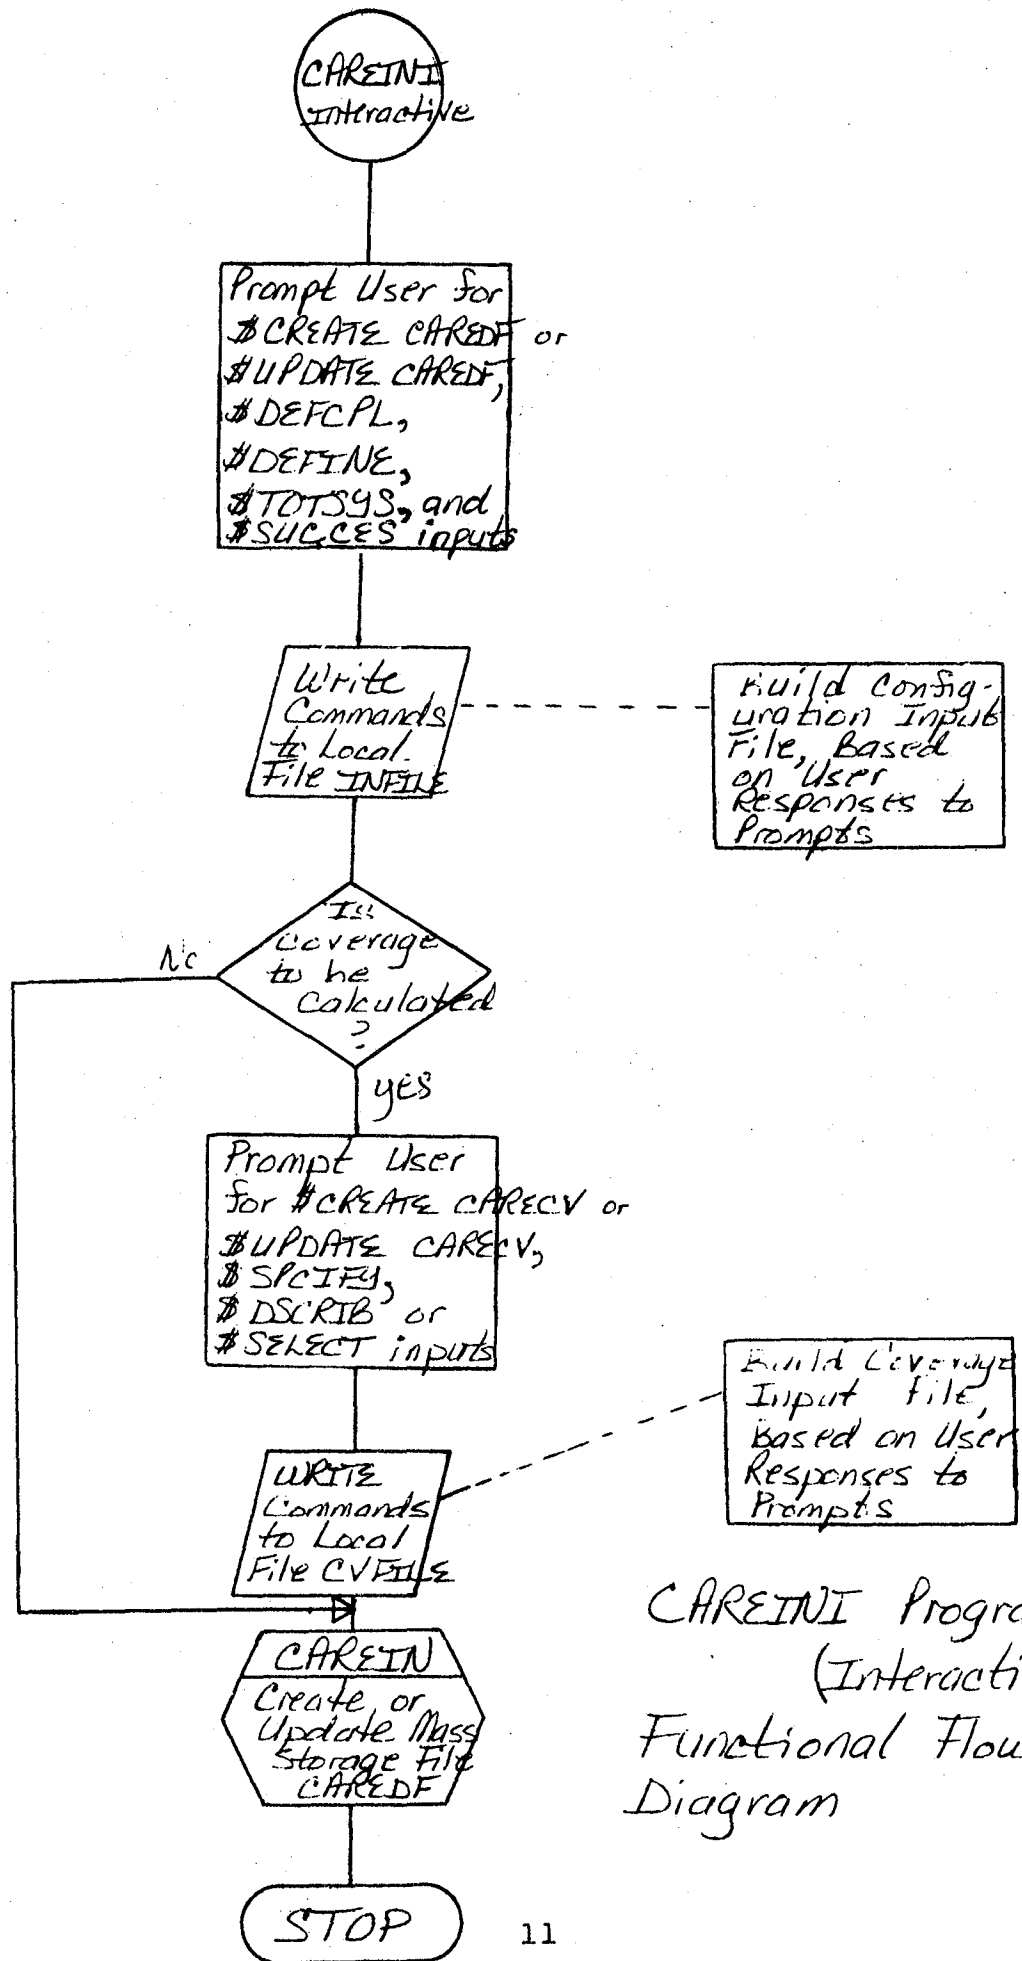 CAREINI
Interactive
Prompt User for
$CREATE CAREDF or
$UPDATE CAREDF,
$DEFCPL,
$DEFINE,
$TOTSYS, and
$SUCCES inputs
Write
Commands
to Local
File INFILE
Build Config-
uration Input
File, Based
on User
Responses to
Prompts
Is
Coverage
to be
Calculated
?
No
YES
Prompt User
for $CREATE CARECV or
$UPDATE CARECV,
$SPCIFY,
$DSCRIB or
$SELECT inputs
WRITE
Commands
to Local
File CVFILE
Build Coverage
Input File,
Based on User
Responses to
Prompts
CAREIN
Create or
Update Mass
Storage File
CAREDF
CAREINI Progra
(Interacti
Functional Flow
Diagram
STOP
11